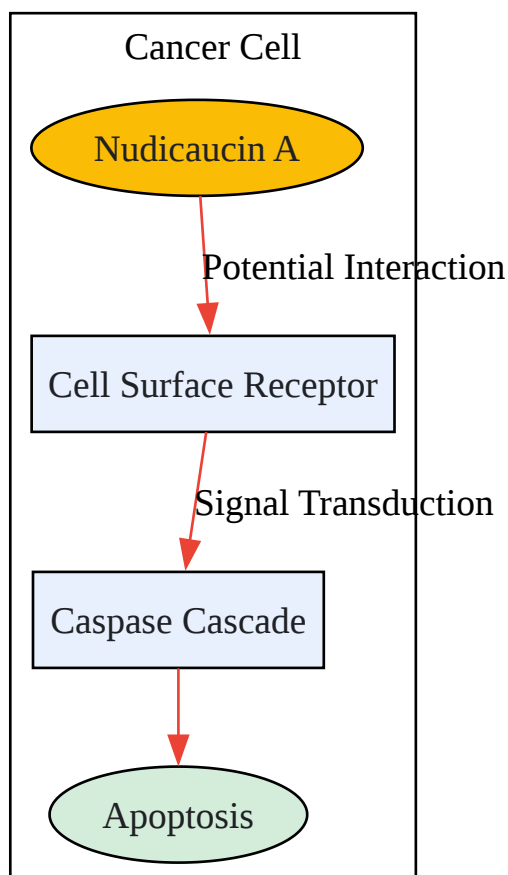 Cancer Cell
Nudicaucin A
Potential Interaction
Cell Surface Receptor
Signal Transduction
Caspase Cascade
Apoptosis